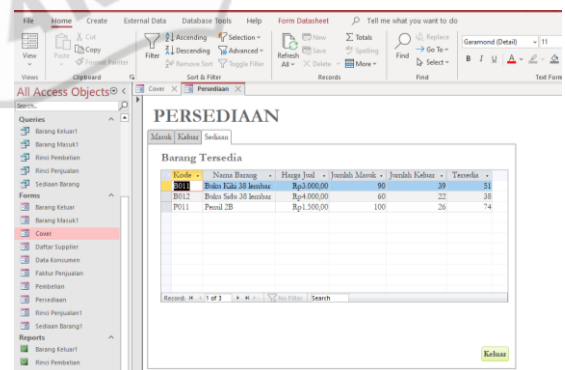 File Home Create External Data Database Tools Help Form Datasheet Tell me what you want to do
View
Paste
Cut
Copy
Format Painter
Filter
Ascending
Descending
Remove Sort
Selection
Advanced
Toggle Filter
Refresh All
New
Save
Delete
Totals
Spelling
More
Find
Replace
Go To
Select
Garamond (Detail) 11
B I U A
Views Clipboard Sort & Filter Records Find Text Form
All Access Objects
Search...
Queries
Barang Keluar1
Barang Masuk1
Rinci Pembelian
Rinci Penjualan
Sediaan Barang
Forms
Barang Keluar
Barang Masuk1
Cover
Daftar Supplier
Data Konsumen
Faktur Penjualan
Pembelian
Persediaan
Rinci Penjualan1
Sediaan Barang1
Reports
Barang Keluar1
Rinci Pembelian
Cover Persediaan
PERSEDIAAN
Masuk Keluar Sediaan
Barang Tersedia
Kode Nama Barang Harga Jual Jumlah Masuk Jumlah Keluar Tersedia
B011 Buku Kiki 38 lembar Rp3.000,00 90 39 51
B012 Buku Sidu 38 lembar Rp4.000,00 60 22 38
P011 Pensil 2B Rp1.500,00 100 26 74
Record: 1 of 3 No Filter Search
Keluar